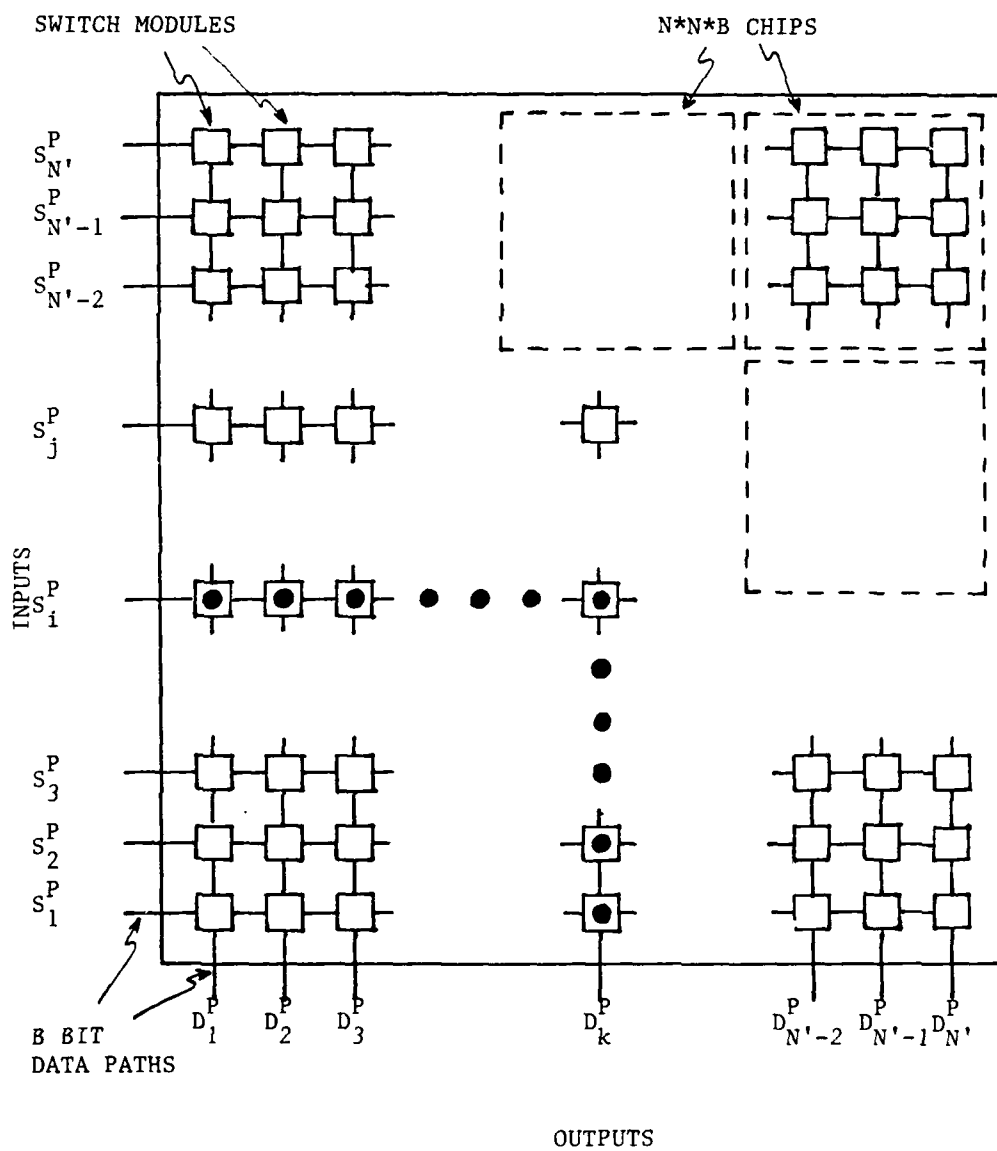 SWITCH MODULES
N*N*B CHIPS
S^P_N'
S^P_N'-1
S^P_N'-2
S^P_j
INPUTS
S^P_i
S^P_3
S^P_2
S^P_1
D^P_1 D^P_2 D^P_3 D^P_k D^P_N'-2 D^P_N'-1 D^P_N'
B BIT
DATA PATHS
OUTPUTS